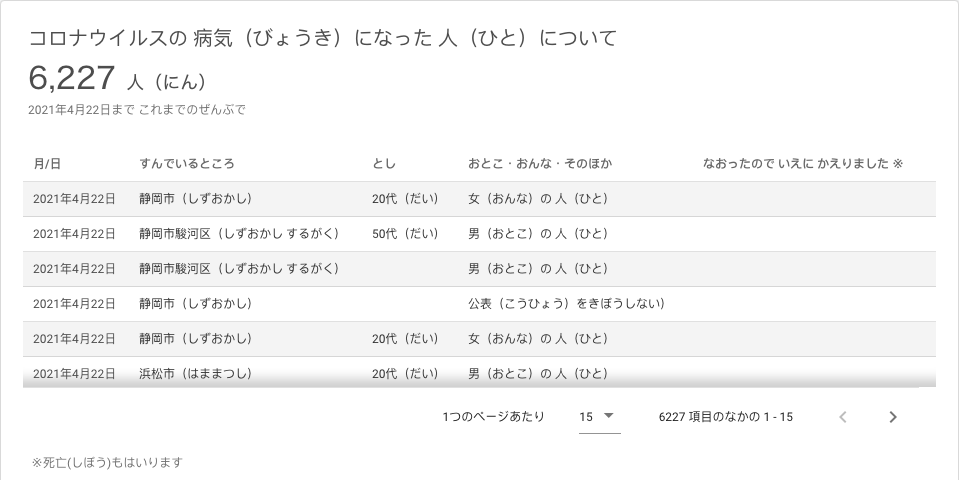 コロナウイルスの 病気（びょうき）になった 人（ひと）について
6,227 人（にん）
2021年4月22日まで これまでのぜんぶで
月/日 すんでいるところ とし おとこ・おんな・そのほか なおったので いえに かえりました ※
2021年4月22日 静岡市（しずおかし） 20代（だい） 女（おんな）の 人（ひと）
2021年4月22日 静岡市駿河区（しずおかし するがく） 50代（だい） 男（おとこ）の 人（ひと）
2021年4月22日 静岡市駿河区（しずおかし するがく） 男（おとこ）の 人（ひと）
2021年4月22日 静岡市（しずおかし） 公表（こうひょう）をきぼうしない）
2021年4月22日 静岡市（しずおかし） 20代（だい） 女（おんな）の 人（ひと）
2021年4月22日 浜松市（はままつし） 20代（だい） 男（おとこ）の 人（ひと）
1つのページあたり 15 6227 項目のなかの 1 - 15
※死亡(しぼう)もはいります